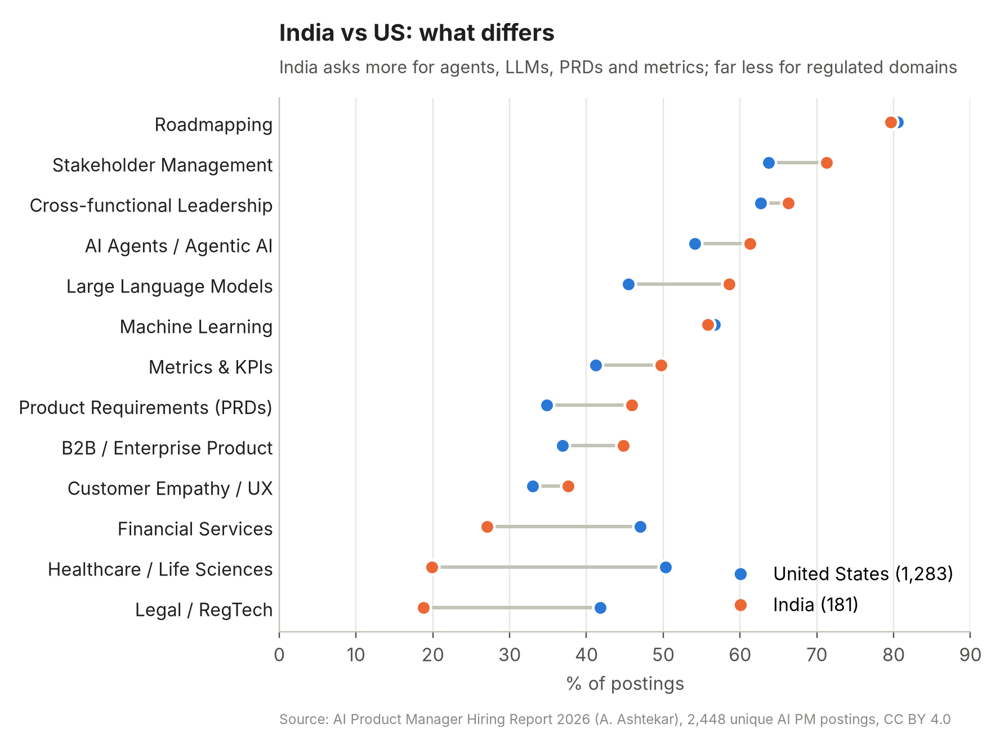 India vs US: what differs
India asks more for agents, LLMs, PRDs and metrics; far less for regulated domains
Roadmapping
Stakeholder Management
Cross-functional Leadership
AI Agents / Agentic AI
Large Language Models
Machine Learning
Metrics & KPIs
Product Requirements (PRDs)
B2B / Enterprise Product
Customer Empathy / UX
Financial Services
Healthcare / Life Sciences
Legal / RegTech
United States (1,283)
India (181)
0 10 20 30 40 50 60 70 80 90
% of postings
Source: AI Product Manager Hiring Report 2026 (A. Ashtekar), 2,448 unique AI PM postings, CC BY 4.0